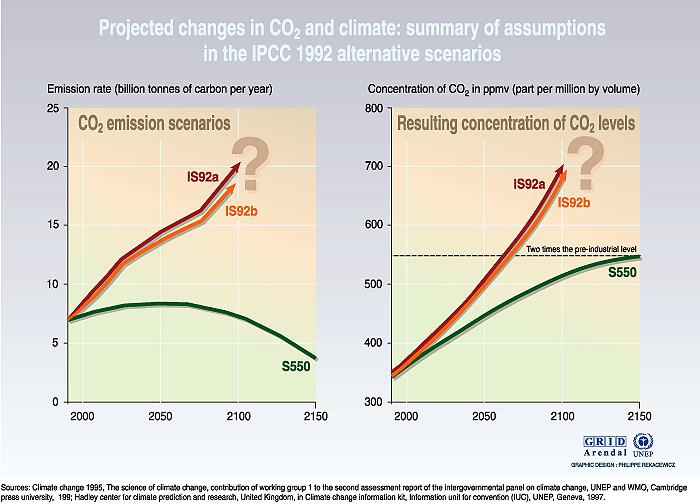 Projected changes in CO2 and climate: summary of assumptions
in the IPCC 1992 alternative scenarios
Emission rate (billion tonnes of carbon per year)
25
CO2 emission scenarios
20
?
IS92a
IS92b
15
10
5
S550
0
2000
2050
2100
2150
Concentration of CO2 in ppmv (part per million by volume)
800
Resulting concentration of CO2 levels
700
?
IS92a
IS92b
600
Two times the pre-industrial level
500
S550
400
300
2000
2050
2100
2150
GRID
Arendal UNEP
GRAPHIC DESIGN : PHILIPPE REKACEWICZ
Sources: Climate change 1995, The science of climate change, contribution of working group 1 to the second assessment report of the intergovernmental panel on climate change, UNEP and WMO, Cambridge
press university, 199; Hadley center for climate prediction and research, United Kingdom, in Climate change information kit, Information unit for convention (IUC), UNEP, Geneva, 1997.